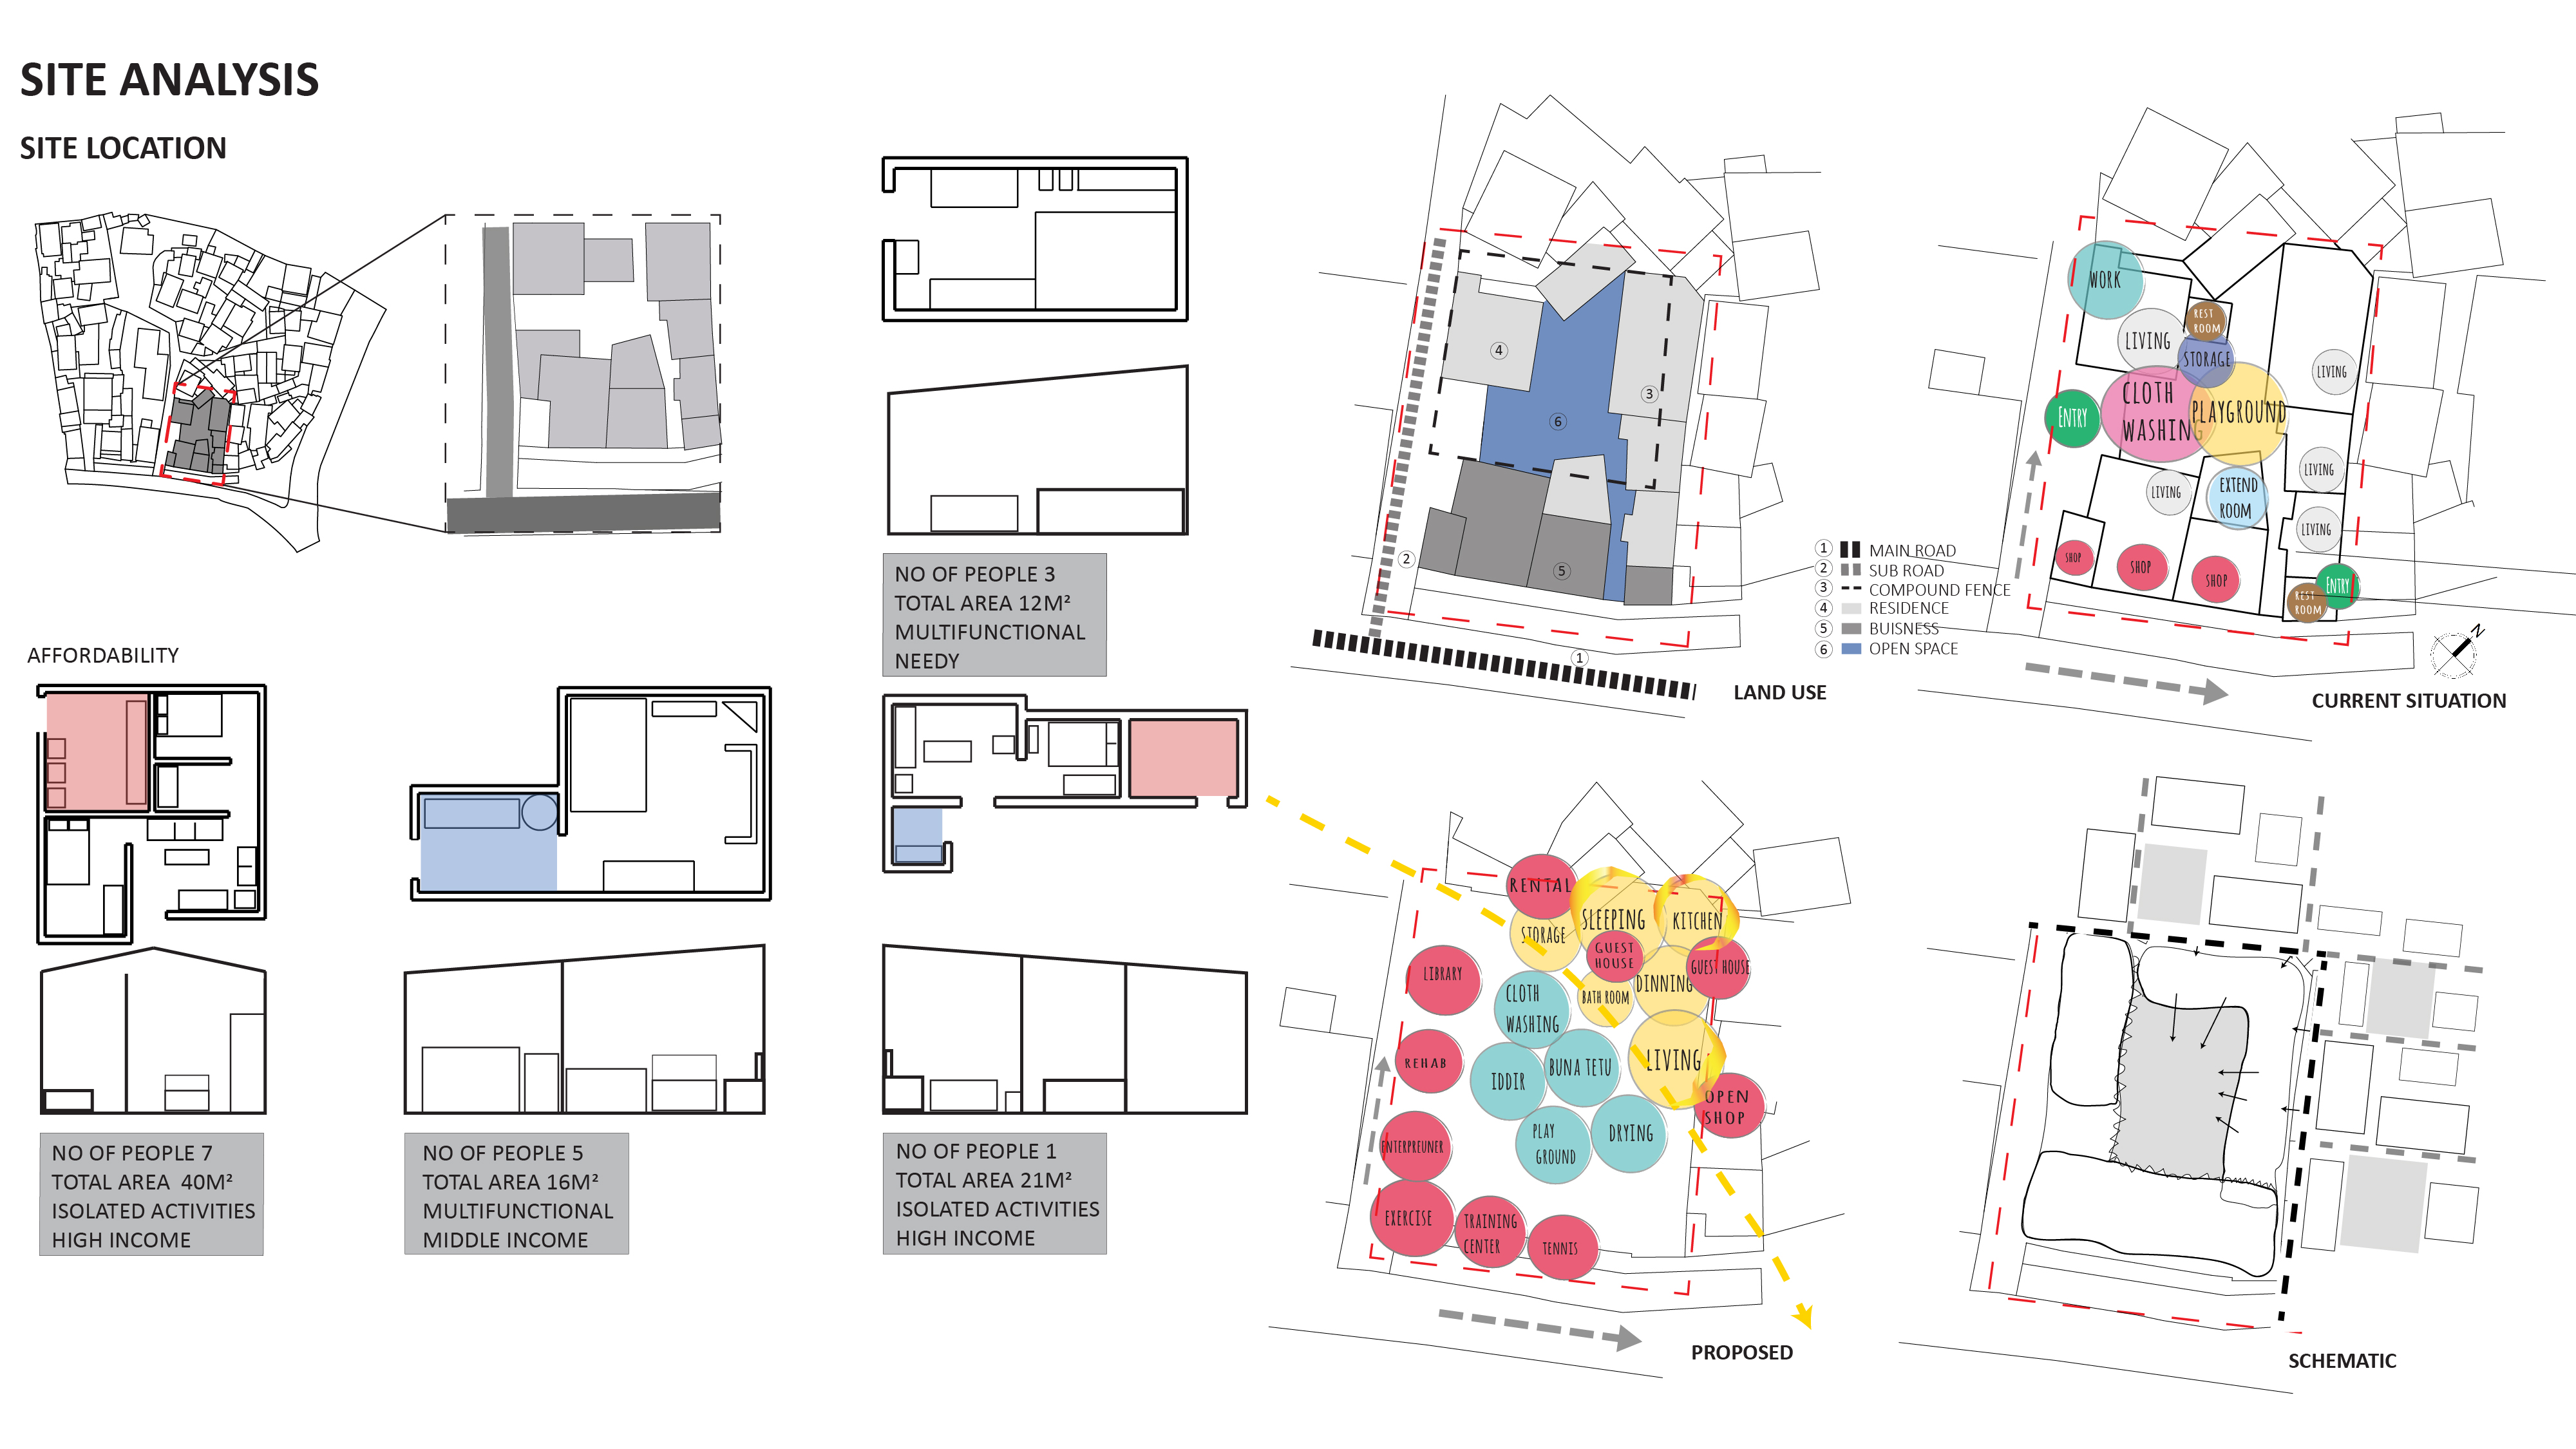 SITE ANALYSIS
SITE LOCATION
NO OF PEOPLE 3
TOTAL AREA 12M²
MULTIFUNCTIONAL
NEEDY
AFFORDABILITY
NO OF PEOPLE 7
TOTAL AREA 40M²
ISOLATED ACTIVITIES
HIGH INCOME
NO OF PEOPLE 5
TOTAL AREA 16M²
MULTIFUNCTIONAL
MIDDLE INCOME
NO OF PEOPLE 1
TOTAL AREA 21M²
ISOLATED ACTIVITIES
HIGH INCOME
4
3
6
2
5
1
1 MAIN ROAD
2 SUB ROAD
3 COMPOUND FENCE
4 RESIDENCE
5 BUISNESS
6 OPEN SPACE
LAND USE
WORK
REST
ROOM
LIVING
STORAGE
LIVING
CLOTH
WASHING
PLAYGROUND
ENTRY
LIVING
LIVING
EXTEND
ROOM
LIVING
SHOP
SHOP
SHOP
ENTRY
REST
ROOM
N
CURRENT SITUATION
RENTAL
SLEEPING
KITCHEN
STORAGE
GUEST
HOUSE
GUEST HOUSE
LIBRARY
DINNING
BATH ROOM
CLOTH
WASHING
REHAB
IDDIR
BUNA TETU
LIVING
OPEN
SHOP
ENTERPREUNER
PLAY
GROUND
DRYING
EXERCISE
TRAINING
CENTER
TENNIS
PROPOSED
SCHEMATIC